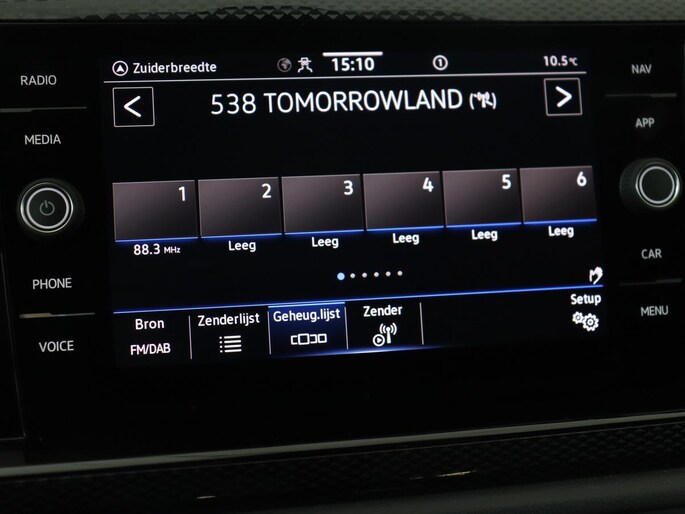 RADIO
MEDIA
PHONE
VOICE
Zuiderbreedte
15:10
1
10.5°C
538 TOMORROWLAND
1
2
3
4
5
6
88.3 MHz
Leeg
Leeg
Leeg
Leeg
Leeg
Bron
FM/DAB
Zenderlijst
Geheug.lijst
Zender
Setup
NAV
APP
CAR
MENU